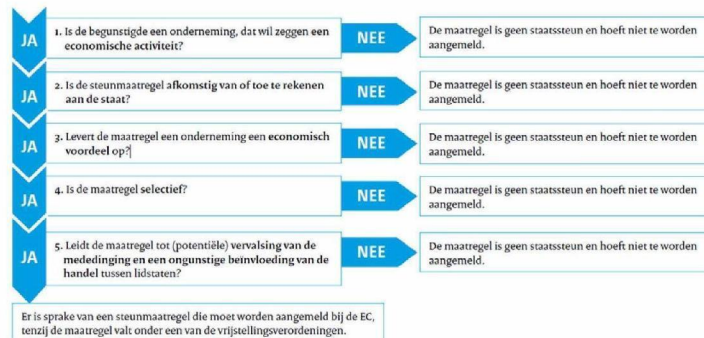 JA
1. Is de begunstigde een onderneming, dat wil zeggen een
economische activiteit?
NEE
De maatregel is geen staatssteun en hoeft niet te worden
aangemeld.
JA
2. Is de steunmaatregel afkomstig van of toe te rekenen
aan de staat?
NEE
De maatregel is geen staatssteun en hoeft niet te worden
aangemeld.
JA
3. Levert de maatregel een onderneming een economisch
voordeel op?
NEE
De maatregel is geen staatssteun en hoeft niet te worden
aangemeld.
JA
4. Is de maatregel selectief?
NEE
De maatregel is geen staatssteun en hoeft niet te worden
aangemeld.
JA
5. Leidt de maatregel tot (potentiële) vervalsing van de
mededinging en een ongunstige beïnvloeding van de
handel tussen lidstaten?
NEE
De maatregel is geen staatssteun en hoeft niet te worden
aangemeld.
Er is sprake van een steunmaatregel die moet worden aangemeld bij de EC,
tenzij de maatregel valt onder een van de vrijstellingsverordeningen.